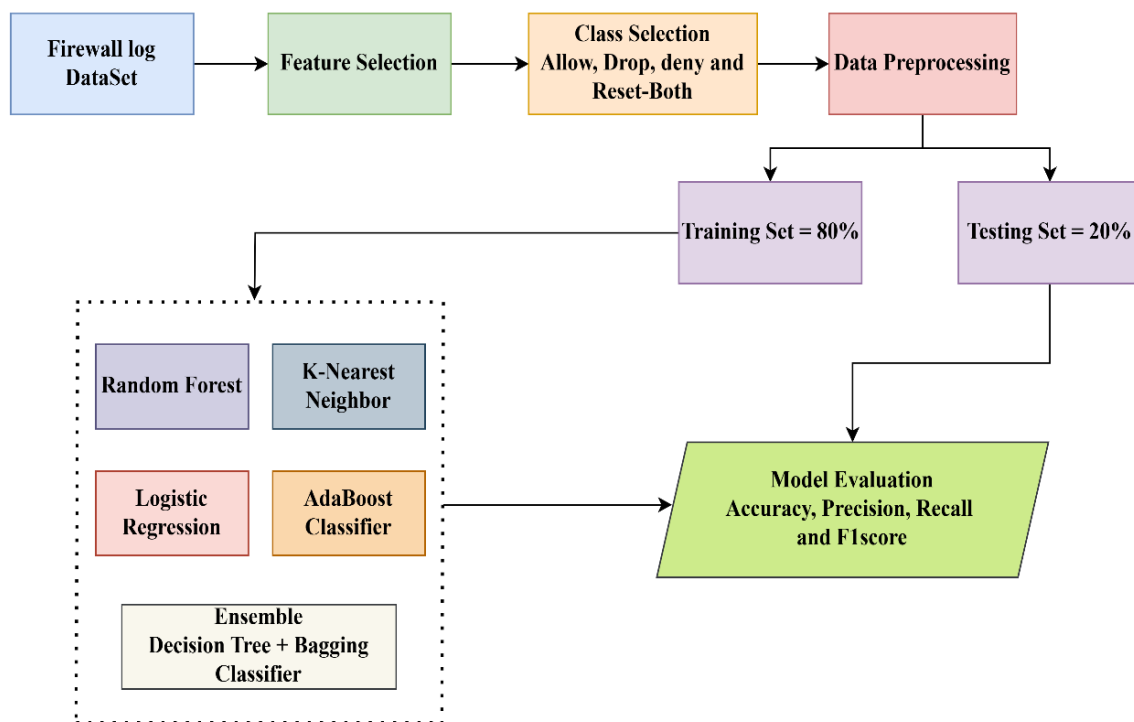 Firewall log
DataSet
Feature Selection
Class Selection
Allow, Drop, deny and
Reset-Both
Data Preprocessing
Training Set = 80%
Testing Set = 20%
Random Forest
K-Nearest
Neighbor
Logistic
Regression
AdaBoost
Classifier
Ensemble
Decision Tree + Bagging
Classifier
Model Evaluation
Accuracy, Precision, Recall
and F1score